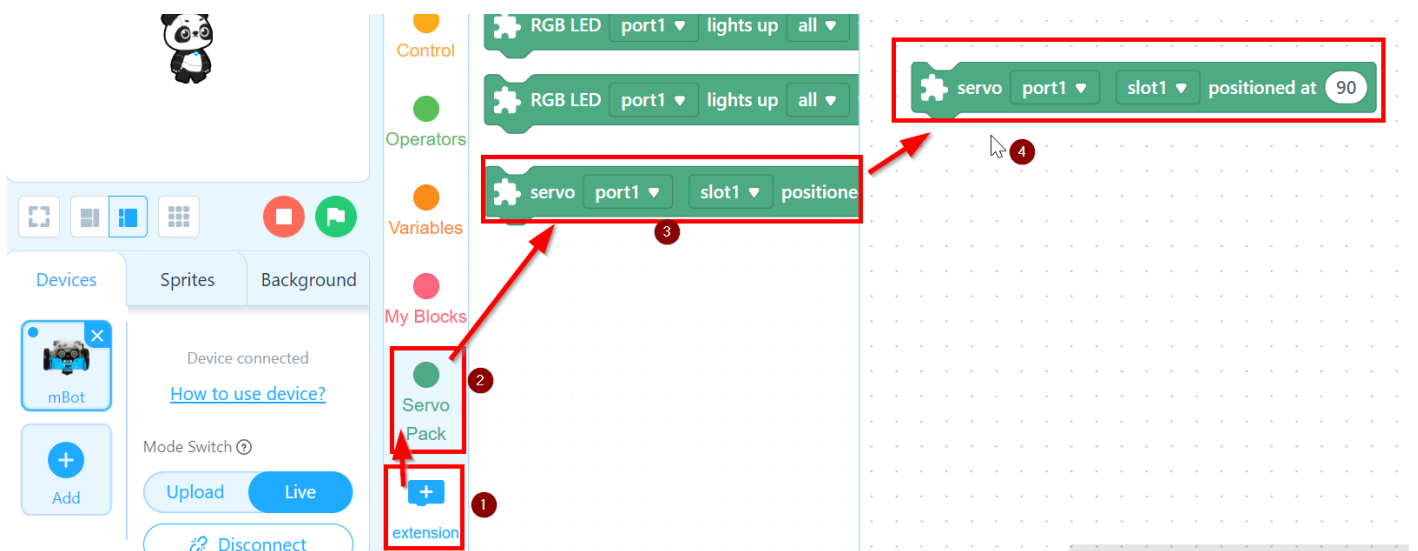 Control
Operators
Variables
My Blocks
Servo
Pack
extension
RGB LED port1 lights up all
RGB LED port1 lights up all
servo port1 slot1 positione
servo port1 slot1 positioned at 90
1
2
3
4
Devices Sprites Background
mBot
Add
Device connected
How to use device?
Mode Switch ?
Upload Live
Disconnect